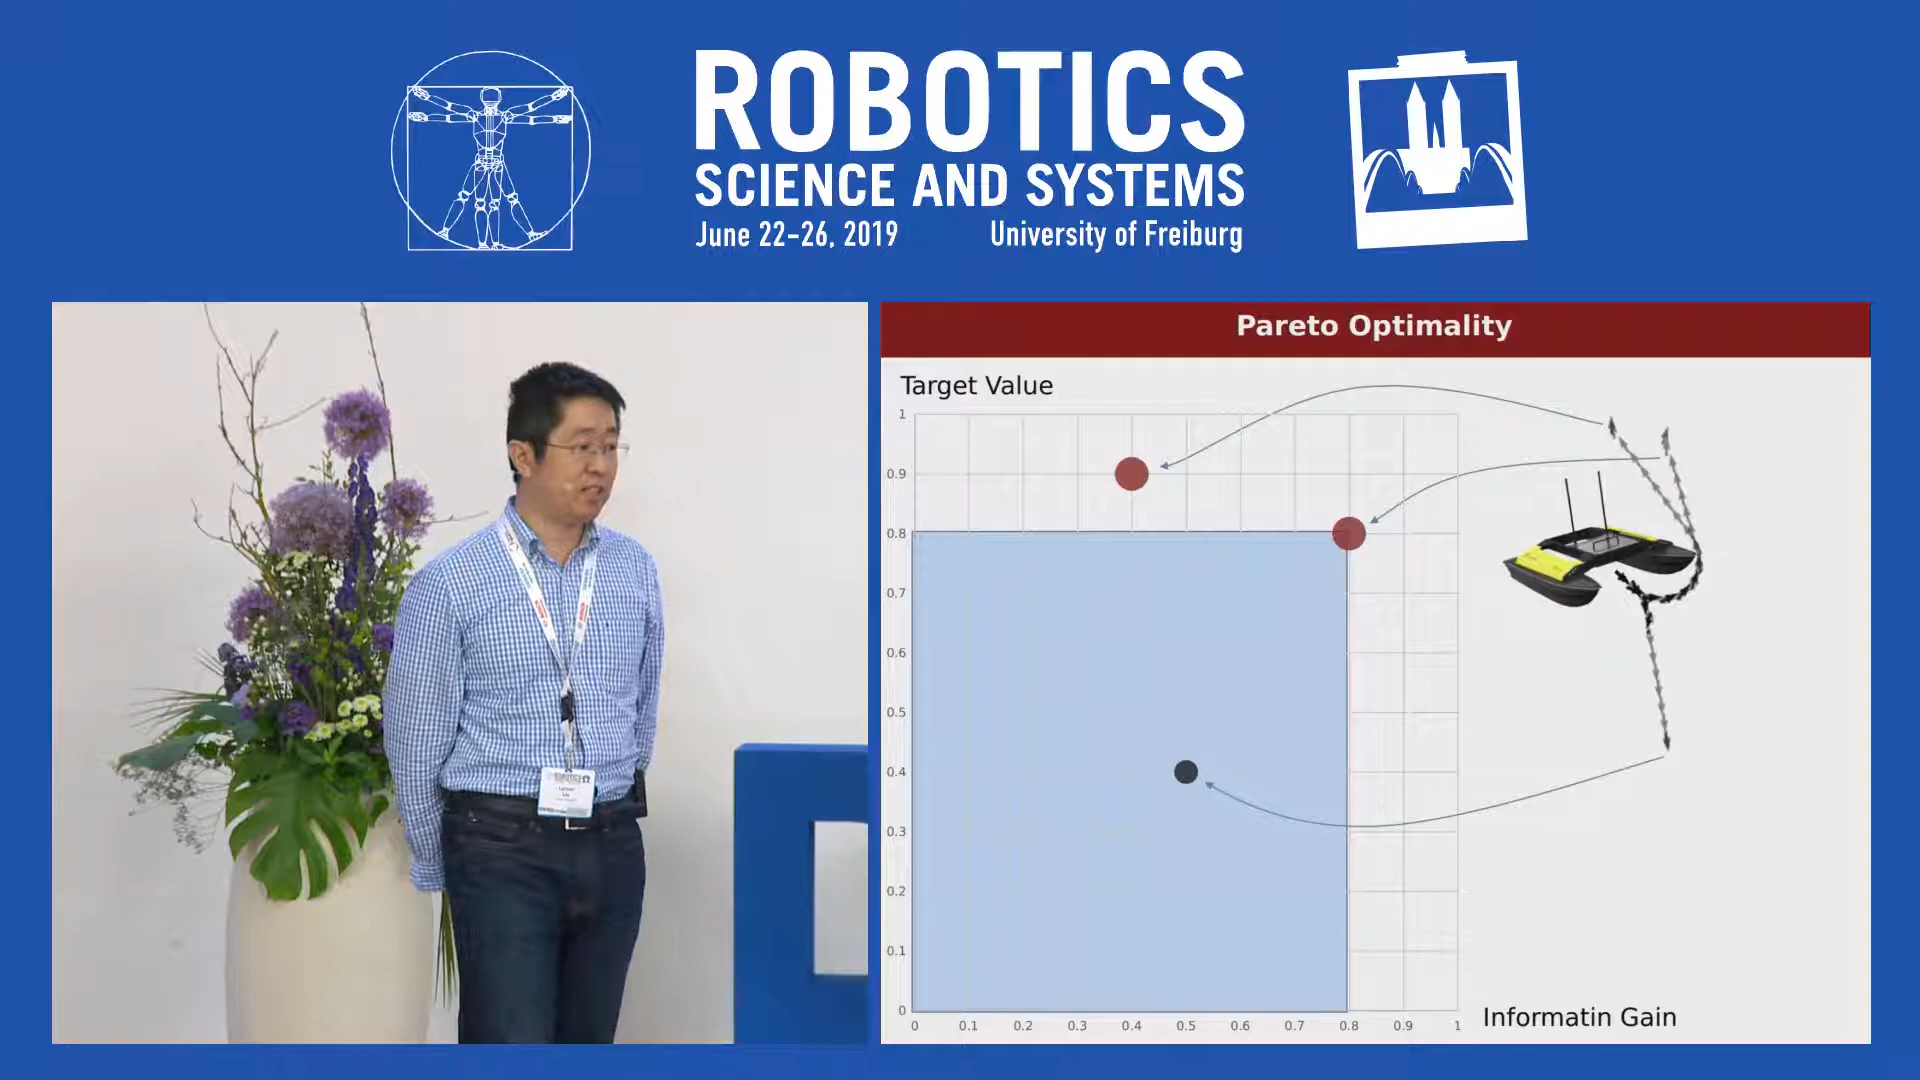 ROBOTICS
SCIENCE AND SYSTEMS
June 22-26, 2019 University of Freiburg
Pareto Optimality
Target Value
1
0.9
0.8
0.7
0.6
0.5
0.4
0.3
0.2
0.1
0
0 0.1 0.2 0.3 0.4 0.5 0.6 0.7 0.8 0.9 1
Informatin Gain